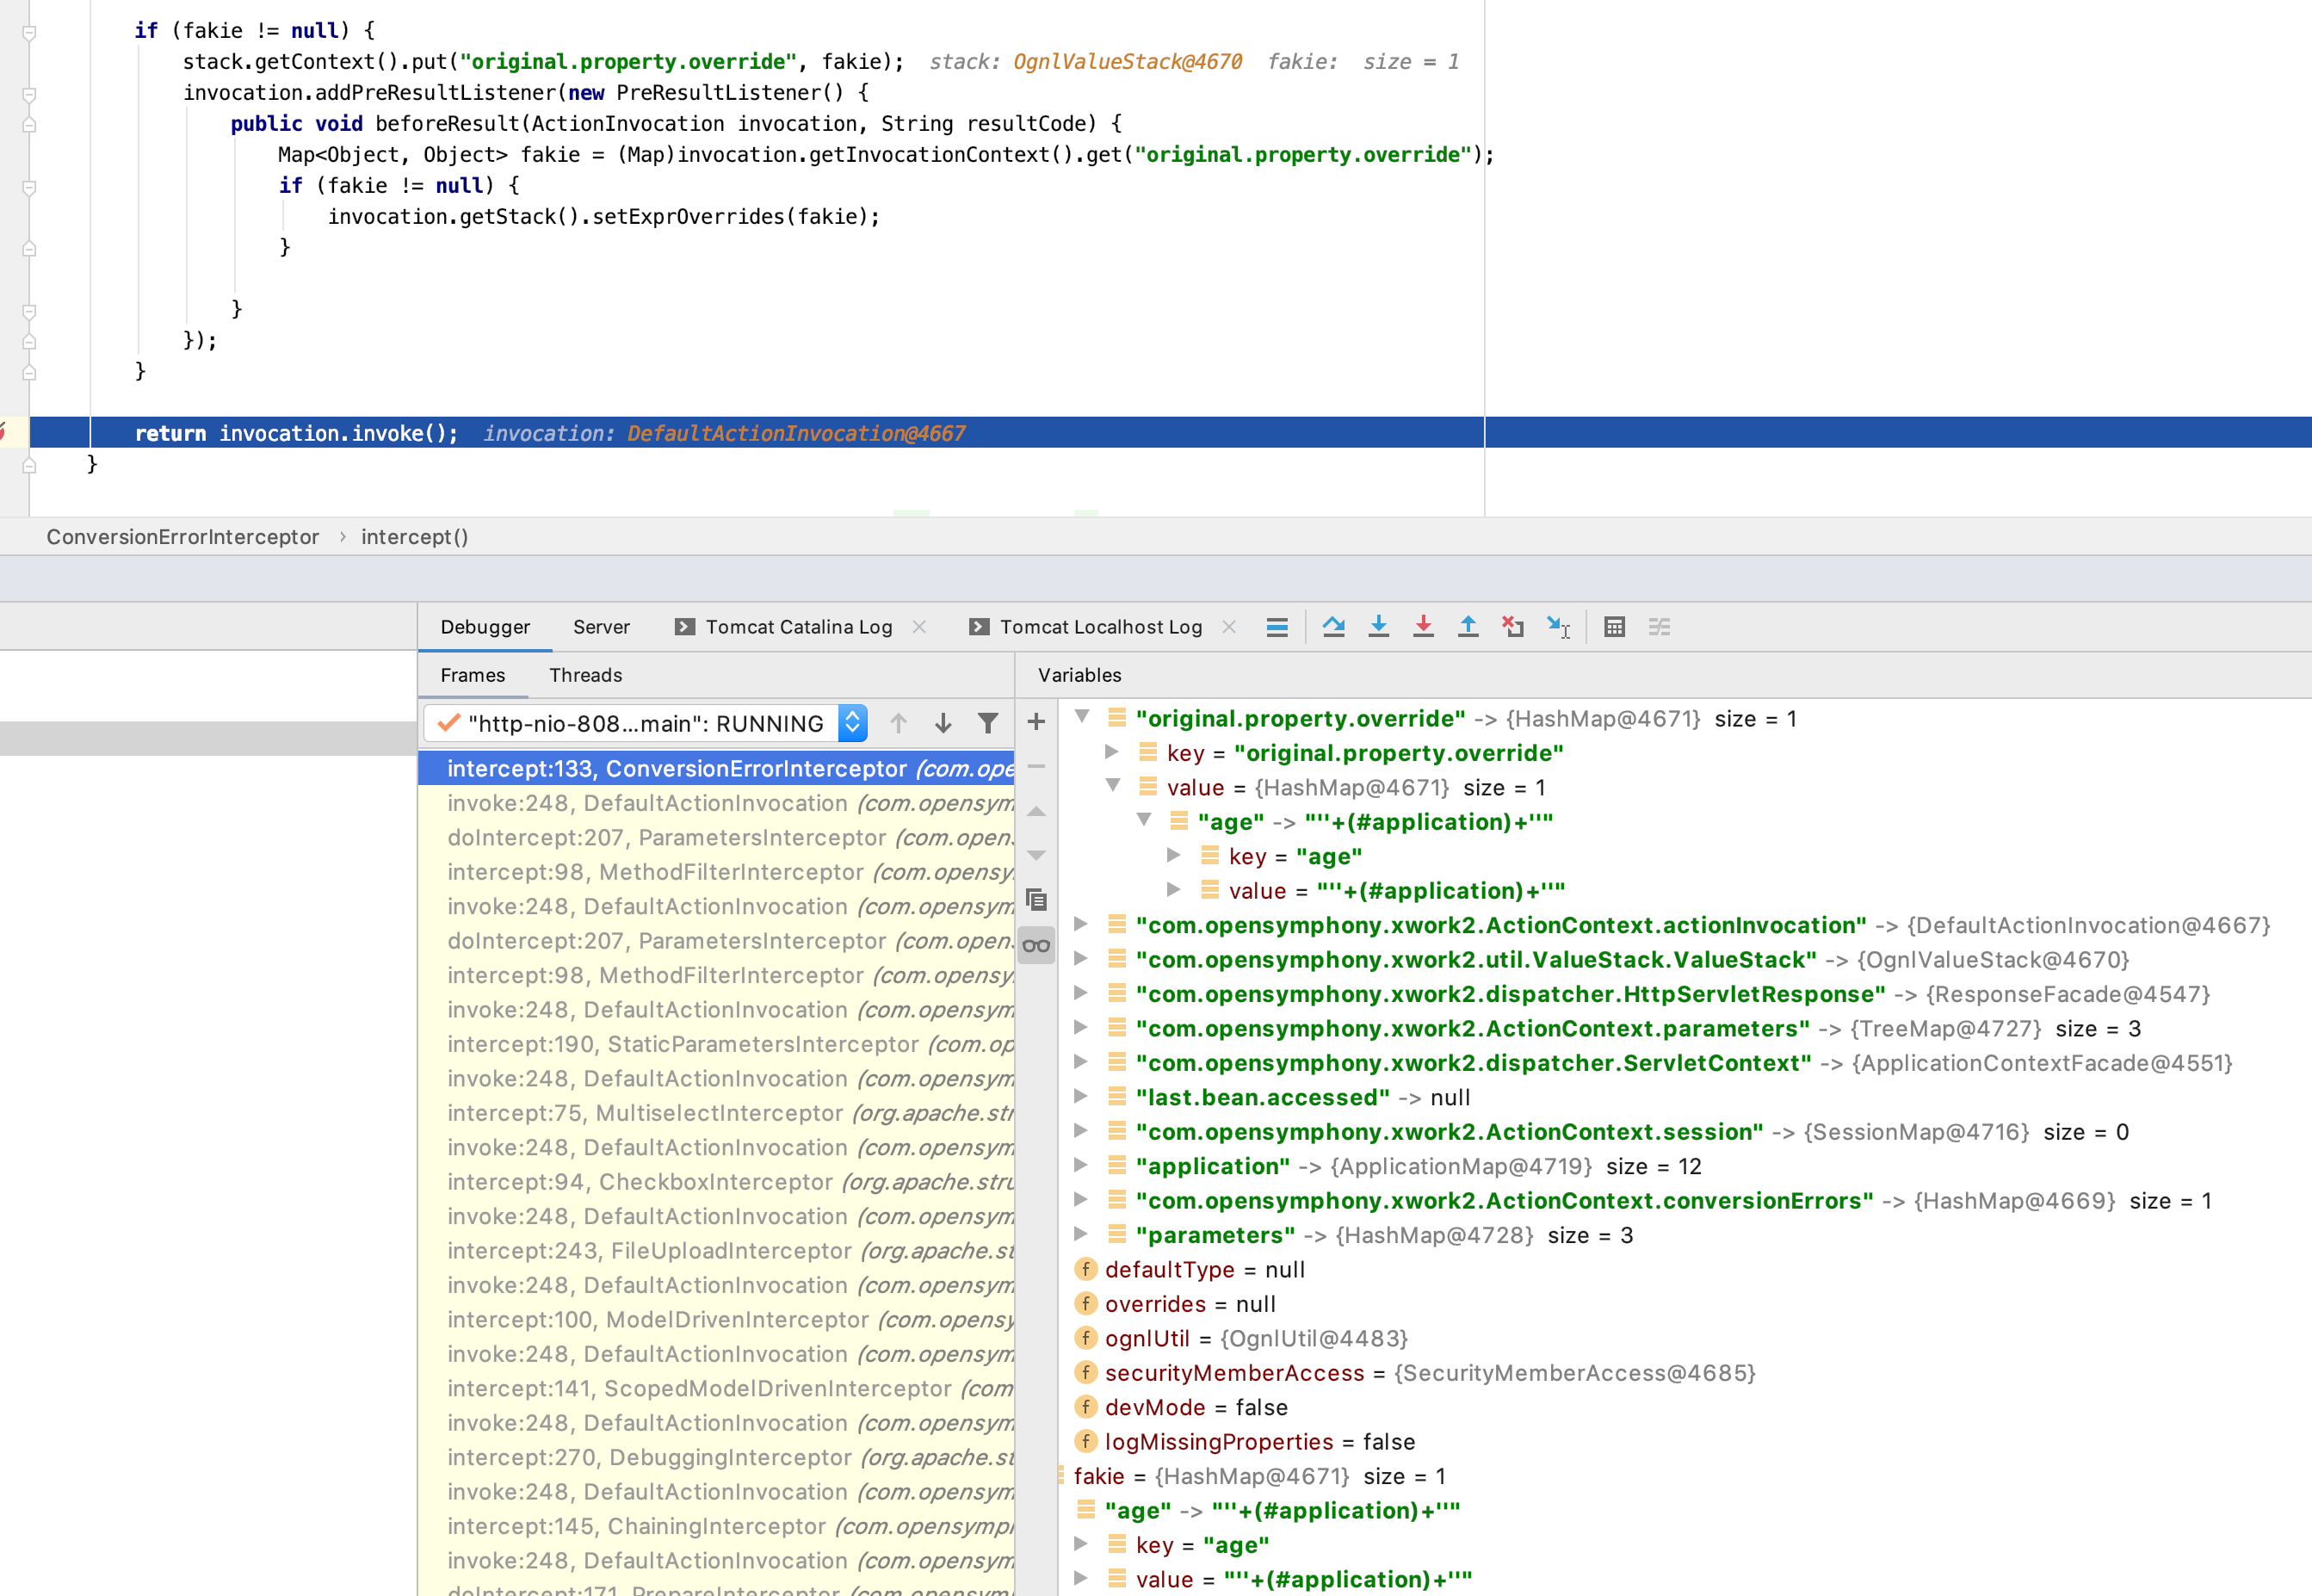 if (fakie != null) {
stack.getContext().put("original.property.override", fakie);  stack: OgnlValueStack@4670  fakie:  size = 1
invocation.addPreResultListener(new PreResultListener() {
public void beforeResult(ActionInvocation invocation, String resultCode) {
Map<Object, Object> fakie = (Map)invocation.getInvocationContext().get("original.property.override");
if (fakie != null) {
invocation.getStack().setExprOverrides(fakie);
}
}
});
}
return invocation.invoke();  invocation: DefaultActionInvocation@4667
}
ConversionErrorInterceptor › intercept()
Debugger Server Tomcat Catalina Log Tomcat Localhost Log
Frames Threads
"http-nio-808...main": RUNNING
intercept:133, ConversionErrorInterceptor (com.ope
invoke:248, DefaultActionInvocation (com.opensym
doIntercept:207, ParametersInterceptor (com.opens
intercept:98, MethodFilterInterceptor (com.opensy
invoke:248, DefaultActionInvocation (com.opensym
doIntercept:207, ParametersInterceptor (com.opens
intercept:98, MethodFilterInterceptor (com.opensy
invoke:248, DefaultActionInvocation (com.opensym
intercept:190, StaticParametersInterceptor (com.op
invoke:248, DefaultActionInvocation (com.opensym
intercept:75, MultiselectInterceptor (org.apache.str
invoke:248, DefaultActionInvocation (com.opensym
intercept:94, CheckboxInterceptor (org.apache.stru
invoke:248, DefaultActionInvocation (com.opensym
intercept:243, FileUploadInterceptor (org.apache.st
invoke:248, DefaultActionInvocation (com.opensym
intercept:100, ModelDrivenInterceptor (com.opensy
invoke:248, DefaultActionInvocation (com.opensym
intercept:141, ScopedModelDrivenInterceptor (com
invoke:248, DefaultActionInvocation (com.opensym
intercept:270, DebuggingInterceptor (org.apache.st
invoke:248, DefaultActionInvocation (com.opensym
intercept:145, ChainingInterceptor (com.opensymp
invoke:248, DefaultActionInvocation (com.opensym
doIntercept:171, PrepareInterceptor (com.opensym
Variables
"original.property.override" -> {HashMap@4671} size = 1
key = "original.property.override"
value = {HashMap@4671} size = 1
"age" -> "''+(#application)+''"
key = "age"
value = "''+(#application)+''"
"com.opensymphony.xwork2.ActionContext.actionInvocation" -> {DefaultActionInvocation@4667}
"com.opensymphony.xwork2.util.ValueStack.ValueStack" -> {OgnlValueStack@4670}
"com.opensymphony.xwork2.dispatcher.HttpServletResponse" -> {ResponseFacade@4547}
"com.opensymphony.xwork2.ActionContext.parameters" -> {TreeMap@4727} size = 3
"com.opensymphony.xwork2.dispatcher.ServletContext" -> {ApplicationContextFacade@4551}
"last.bean.accessed" -> null
"com.opensymphony.xwork2.ActionContext.session" -> {SessionMap@4716} size = 0
"application" -> {ApplicationMap@4719} size = 12
"com.opensymphony.xwork2.ActionContext.conversionErrors" -> {HashMap@4669} size = 1
"parameters" -> {HashMap@4728} size = 3
f defaultType = null
f overrides = null
f ognlUtil = {OgnlUtil@4483}
f securityMemberAccess = {SecurityMemberAccess@4685}
f devMode = false
f logMissingProperties = false
fakie = {HashMap@4671} size = 1
"age" -> "''+(#application)+''"
key = "age"
value = "''+(#application)+''"